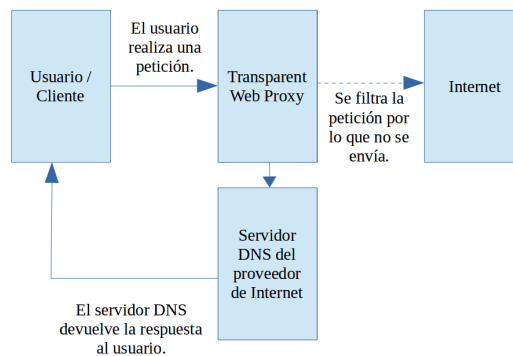 El usuario
realiza una
petición.
Usuario /
Cliente
Transparent
Web Proxy
Internet
Se filtra la
petición por
lo que no se
envía.
Servidor
DNS del
proveedor
de Internet
El servidor DNS
devuelve la respuesta
al usuario.